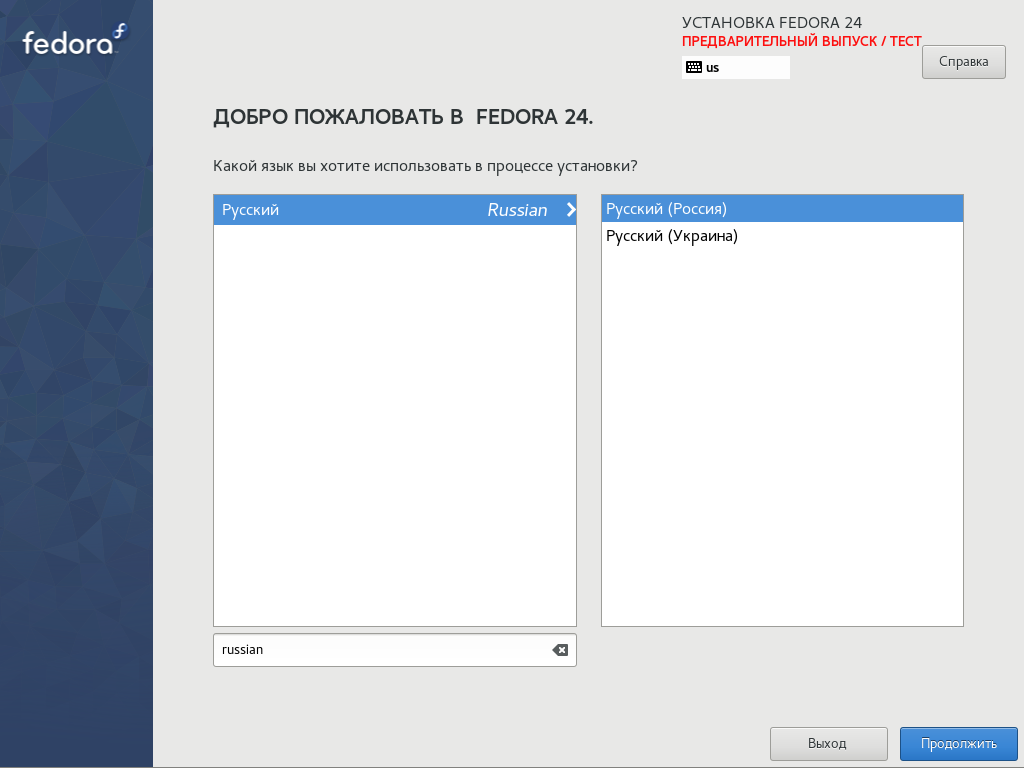 fedora
УСТАНОВКА FEDORA 24
ПРЕДВАРИТЕЛЬНЫЙ ВЫПУСК / ТЕСТ
us
Справка
ДОБРО ПОЖАЛОВАТЬ В FEDORA 24.
Какой язык вы хотите использовать в процессе установки?
Русский Russian
Русский (Россия)
Русский (Украина)
russian
Выход
Продолжить